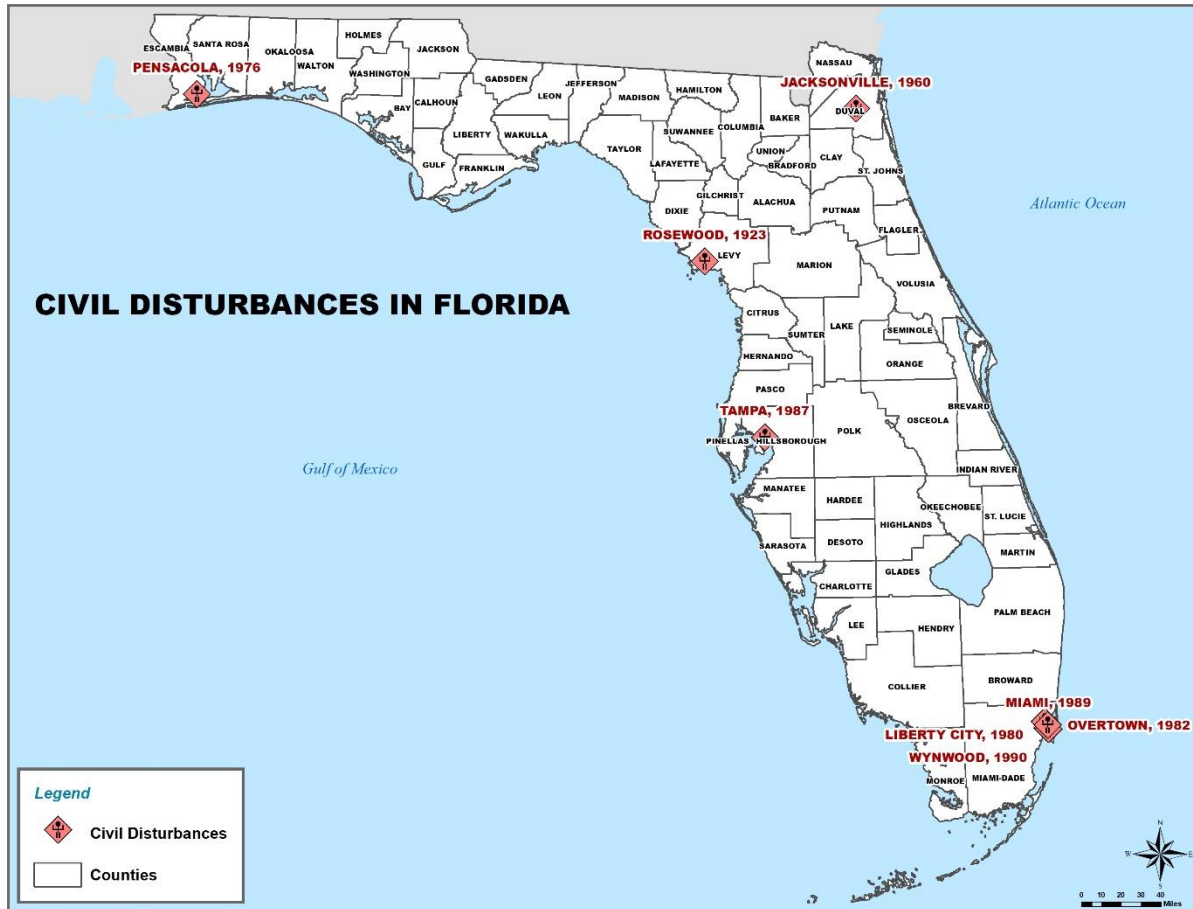 NASSAU
HOLMES
JACKSON
ESCAMBIA
SANTA ROSA
OKALOOSA
WALTON
PENSACOLA, 1976
WASHINGTON
GADSDEN
JEFFERSON
HAMILTON
JACKSONVILLE, 1960
LEON
MADISON
BAY
CALHOUN
DUVAL
BAKER
COLUMBIA
LIBERTY
WAKULLA
SUWANNEE
TAYLOR
UNION
BRADFORD
CLAY
GULF
FRANKLIN
LAFAYETTE
ST. JOHNS
GILCHRIST
ALACHUA
DIXIE
PUTNAM
Atlantic Ocean
FLAGLER
ROSEWOOD, 1923
LEVY
MARION
VOLUSIA
CIVIL DISTURBANCES IN FLORIDA
CITRUS
SUMTER
LAKE
SEMINOLE
HERNANDO
ORANGE
PASCO
TAMPA, 1987
OSCEOLA
BREVARD
POLK
PINELLAS
HILLSBOROUGH
Gulf of Mexico
INDIAN RIVER
MANATEE
HARDEE
OKEECHOBEE
ST. LUCIE
HIGHLANDS
SARASOTA
DESOTO
MARTIN
GLADES
CHARLOTTE
PALM BEACH
LEE
HENDRY
BROWARD
COLLIER
MIAMI, 1989
OVERTOWN, 1982
LIBERTY CITY, 1980
WYNWOOD, 1990
MONROE
MIAMI-DADE
Legend
Civil Disturbances
Counties
N
W
E
S
0 10 20 30 40
Miles